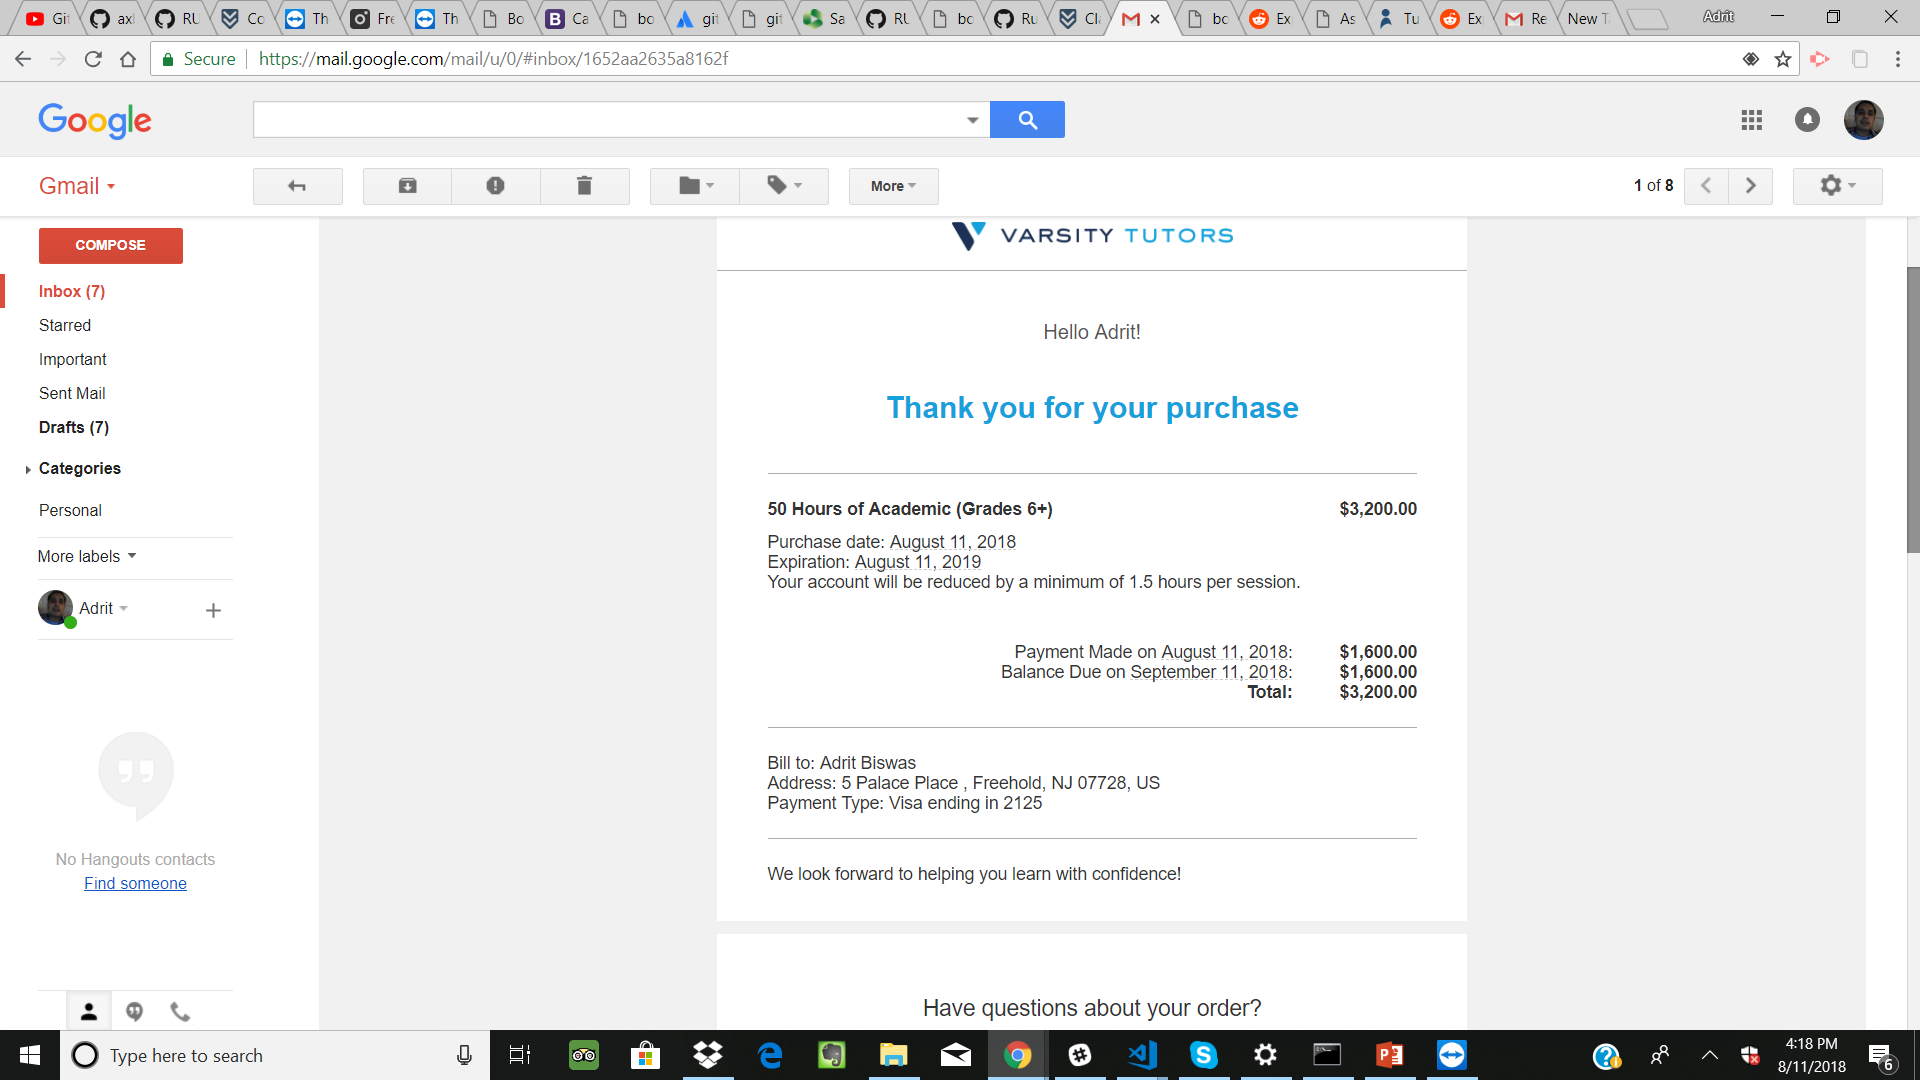 Git
axl
RU
Co
Th
Fre
Th
Bo
Ca
bo
git
git
Sa
RU
bo
Ru
Cl
bo
Ex
As
Tu
Ex
Re
New T
Adrit
Secure
https://mail.google.com/mail/u/0/#inbox/1652aa2635a8162f
Google
Gmail
More
1 of 8
COMPOSE
Inbox (7)
Starred
Important
Sent Mail
Drafts (7)
Categories
Personal
More labels
Adrit
No Hangouts contacts
Find someone
VARSITY TUTORS
Hello Adrit!
Thank you for your purchase
50 Hours of Academic (Grades 6+) $3,200.00
Purchase date: August 11, 2018
Expiration: August 11, 2019
Your account will be reduced by a minimum of 1.5 hours per session.
Payment Made on August 11, 2018: $1,600.00
Balance Due on September 11, 2018: $1,600.00
Total: $3,200.00
Bill to: Adrit Biswas
Address: 5 Palace Place , Freehold, NJ 07728, US
Payment Type: Visa ending in 2125
We look forward to helping you learn with confidence!
Have questions about your order?
Type here to search
4:18 PM
8/11/2018
6